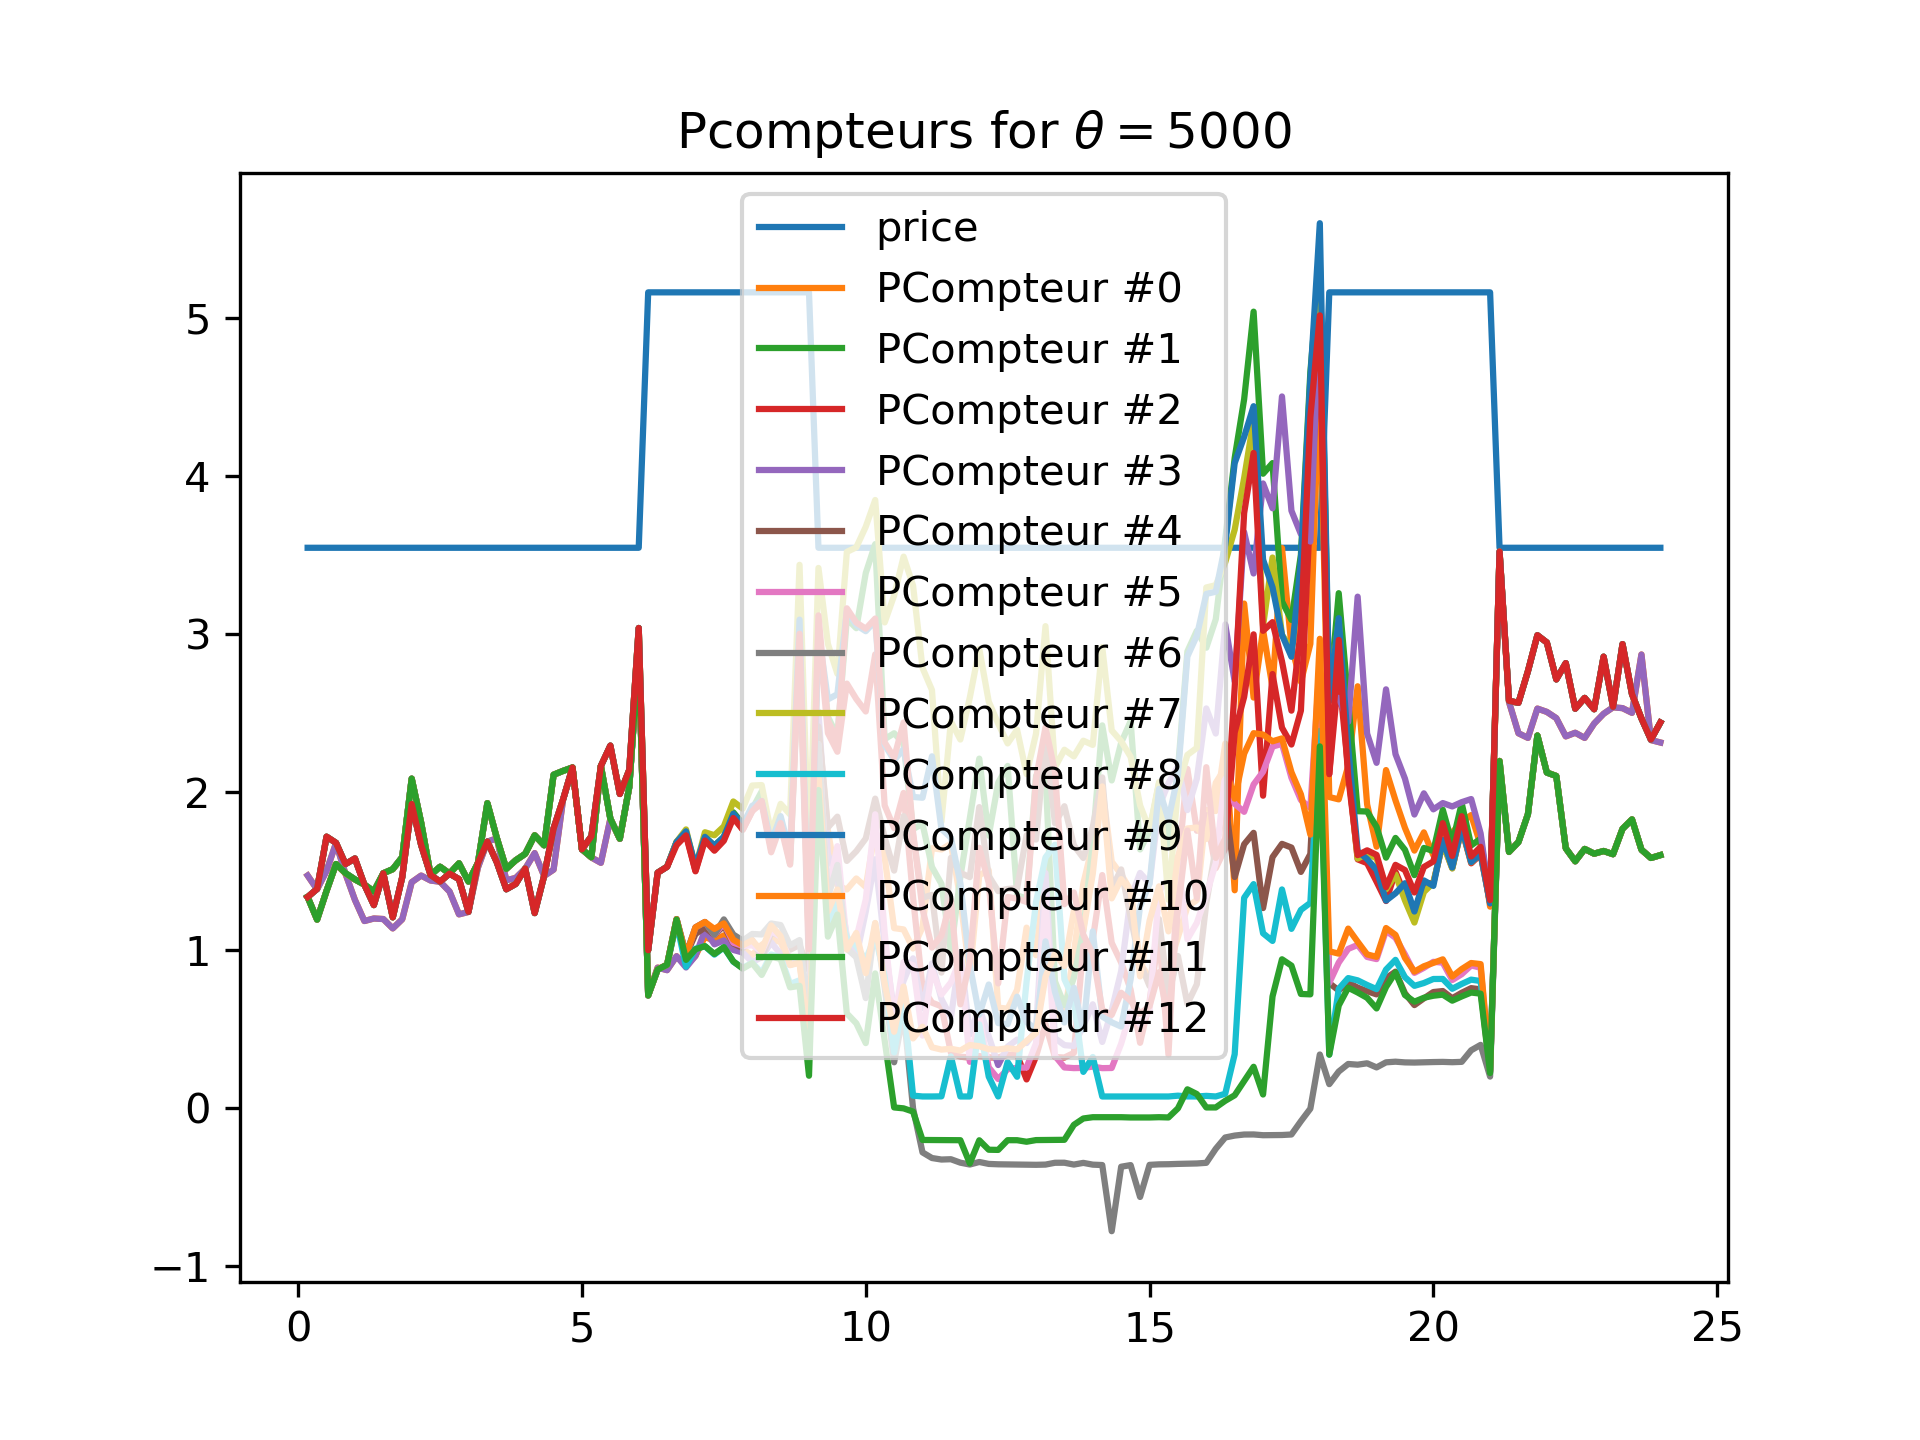 Pcompteurs for θ = 5000
price
PCompteur #0
PCompteur #1
PCompteur #2
PCompteur #3
PCompteur #4
PCompteur #5
PCompteur #6
PCompteur #7
PCompteur #8
PCompteur #9
PCompteur #10
PCompteur #11
PCompteur #12
5
4
3
2
1
0
−1
0 5 10 15 20 25